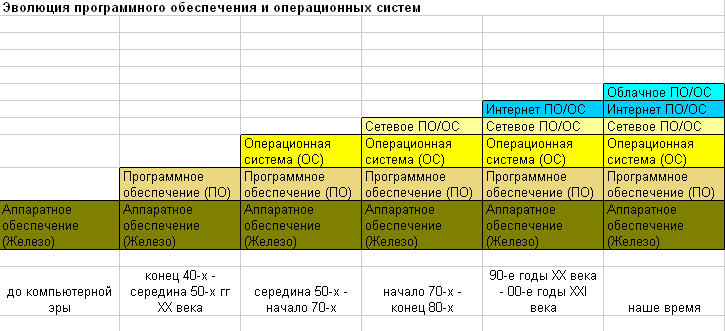 Эволюция программного обеспечения и операционных систем
Облачное ПО/ОС
Интернет ПО/ОС Интернет ПО/ОС
Сетевое ПО/ОС Сетевое ПО/ОС Сетевое ПО/ОС
Операционная Операционная Операционная Операционная
система (ОС) система (ОС) система (ОС) система (ОС)
Программное Программное Программное Программное Программное
обеспечение (ПО) обеспечение (ПО) обеспечение (ПО) обеспечение (ПО) обеспечение (ПО)
Аппаратное Аппаратное Аппаратное Аппаратное Аппаратное Аппаратное
обеспечение обеспечение обеспечение обеспечение обеспечение обеспечение
(Железо) (Железо) (Железо) (Железо) (Железо) (Железо)
до компьютерной
эры
конец 40-х -
середина 50-х гг
XX века
середина 50-х -
начало 70-х
начало 70-х -
конец 80-х
90-е годы XX века
- 00-е годы XXI
века
наше время